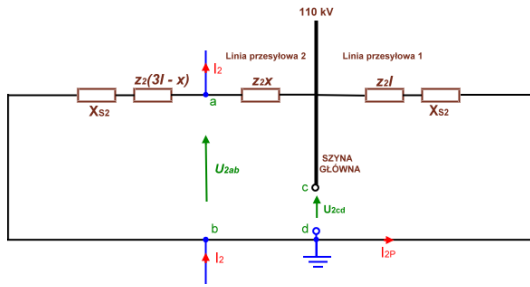 110 kV
Linia przesyłowa 2
Linia przesyłowa 1
I2
z2(3l - x)
z2x
z2l
XS2
a
XS2
U2ab
SZYNA
GŁÓWNA
c
U2cd
b
d
I2
I2P